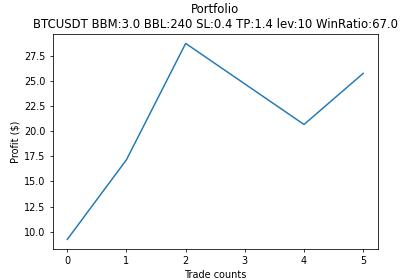 Portfolio
BTCUSDT BBM:3.0 BBL:240 SL:0.4 TP:1.4 lev:10 WinRatio:67.0
27.5
25.0
22.5
20.0
17.5
15.0
12.5
10.0
Profit ($)
0 1 2 3 4 5
Trade counts